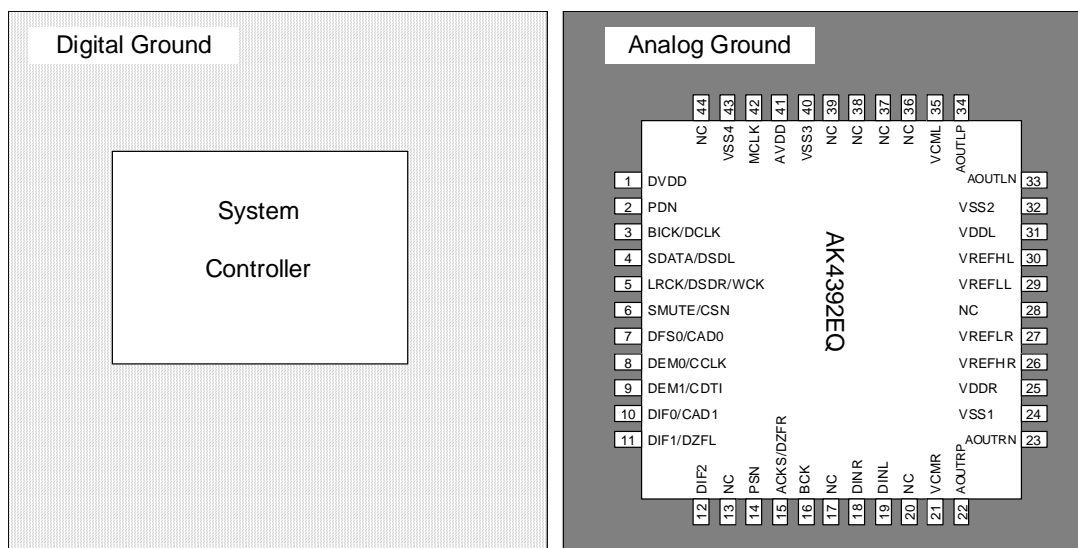 Digital Ground
System
Controller
Analog Ground
44 43 42 41 40 39 38 37 36 35 34
NC VSS4 MCLK AVDD VSS3 NC NC NC NC VCML AOUTLP
1 DVDD
2 PDN
3 BICK/DCLK
4 SDATA/DSDL
5 LRCK/DSDR/WCK
6 SMUTE/CSN
7 DFS0/CAD0
8 DEM0/CCLK
9 DEM1/CDTI
10 DIF0/CAD1
11 DIF1/DZFL
AK4392EQ
AOUTLN 33
VSS2 32
VDDL 31
VREFHL 30
VREFLL 29
NC 28
VREFLR 27
VREFHR 26
VDDR 25
VSS1 24
AOUTRN 23
DIF2 NC PSN ACKS/DZFR BCK NC DINR DINL NC VCMR AOUTRP
12 13 14 15 16 17 18 19 20 21 22